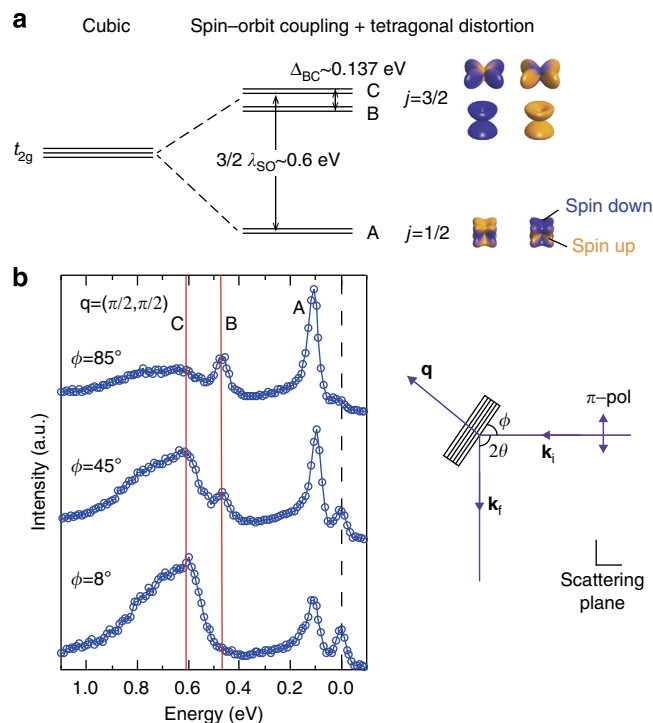 a
Cubic
Spin–orbit coupling + tetragonal distortion
Δ_BC~0.137 eV
C
B
j=3/2
t_2g
3/2 λ_SO~0.6 eV
A
j=1/2
Spin down
Spin up
b
q=(π/2,π/2)
C
B
A
ϕ=85°
ϕ=45°
ϕ=8°
Intensity (a.u.)
1.0 0.8 0.6 0.4 0.2 0.0
Energy (eV)
q
π–pol
ϕ
2θ
k_i
k_f
Scattering
plane